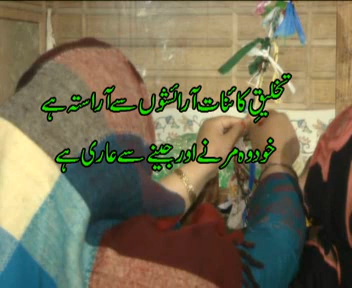 تخلیقِ کائنات آرائشوں سے آراستہ ہے
خود وہ مرنے اور جینے سے عاری ہے